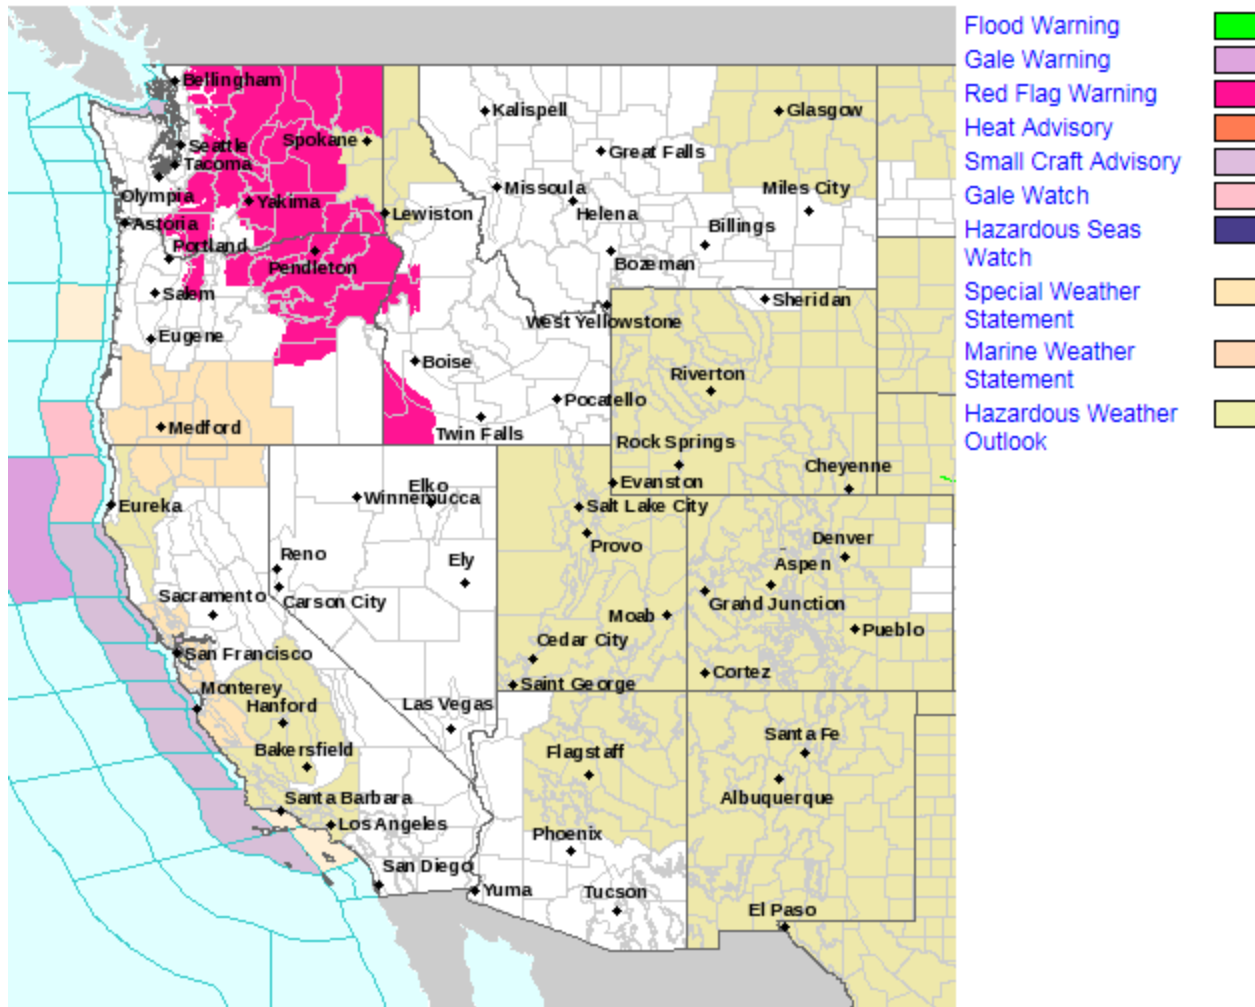 Flood Warning
Gale Warning
Red Flag Warning
Heat Advisory
Small Craft Advisory
Gale Watch
Hazardous Seas
Watch
Special Weather
Statement
Marine Weather
Statement
Hazardous Weather
Outlook
Bellingham
Kalispell
Glasgow
Seattle
Spokane
Great Falls
Tacoma
Olympia
Yakima
Missoula
Miles City
Astoria
Lewiston
Helena
Billings
Portland
Pendleton
Bozeman
Salem
Sheridan
West Yellowstone
Eugene
Boise
Riverton
Pocatello
Medford
Twin Falls
Rock Springs
Cheyenne
Evanston
Elko
Winnemucca
Eureka
Salt Lake City
Provo
Denver
Reno
Ely
Aspen
Sacramento
Carson City
Grand Junction
Moab
Pueblo
Cedar City
San Francisco
Cortez
Saint George
Monterey
Hanford
Las Vegas
Santa Fe
Bakersfield
Flagstaff
Santa Barbara
Albuquerque
Los Angeles
Phoenix
San Diego
Yuma
Tucson
El Paso